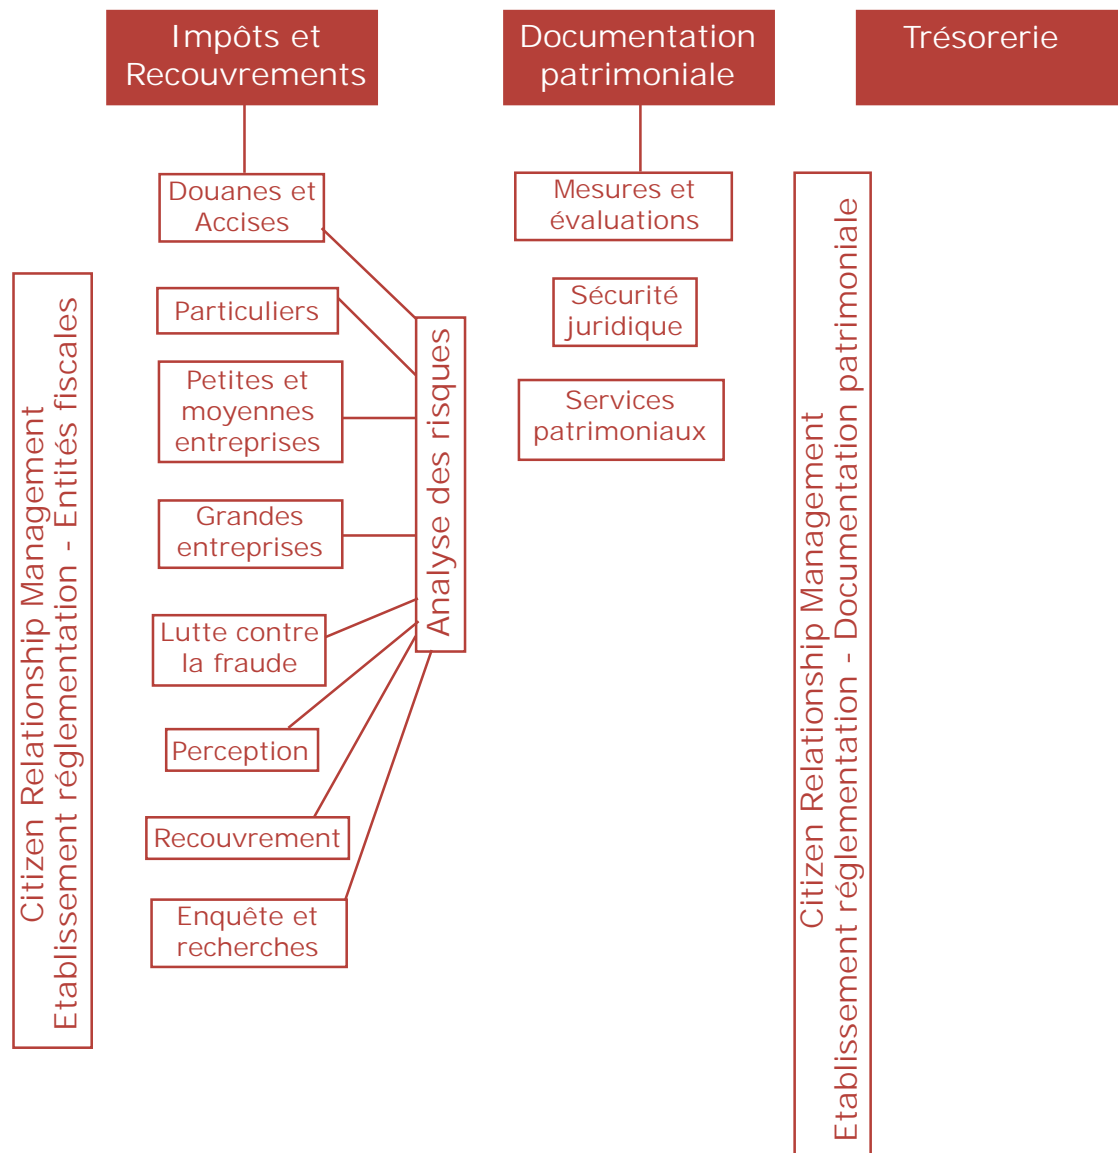 Impôts et
Recouvrements
Documentation
patrimoniale
Trésorerie
Douanes et
Accises
Particuliers
Petites et
moyennes
entreprises
Grandes
entreprises
Lutte contre
la fraude
Perception
Recouvrement
Enquête et
recherches
Analyse des risques
Citizen Relationship Management
Etablissement réglementation - Entités fiscales
Mesures et
évaluations
Sécurité
juridique
Services
patrimoniaux
Citizen Relationship Management
Etablissement réglementation - Documentation patrimoniale